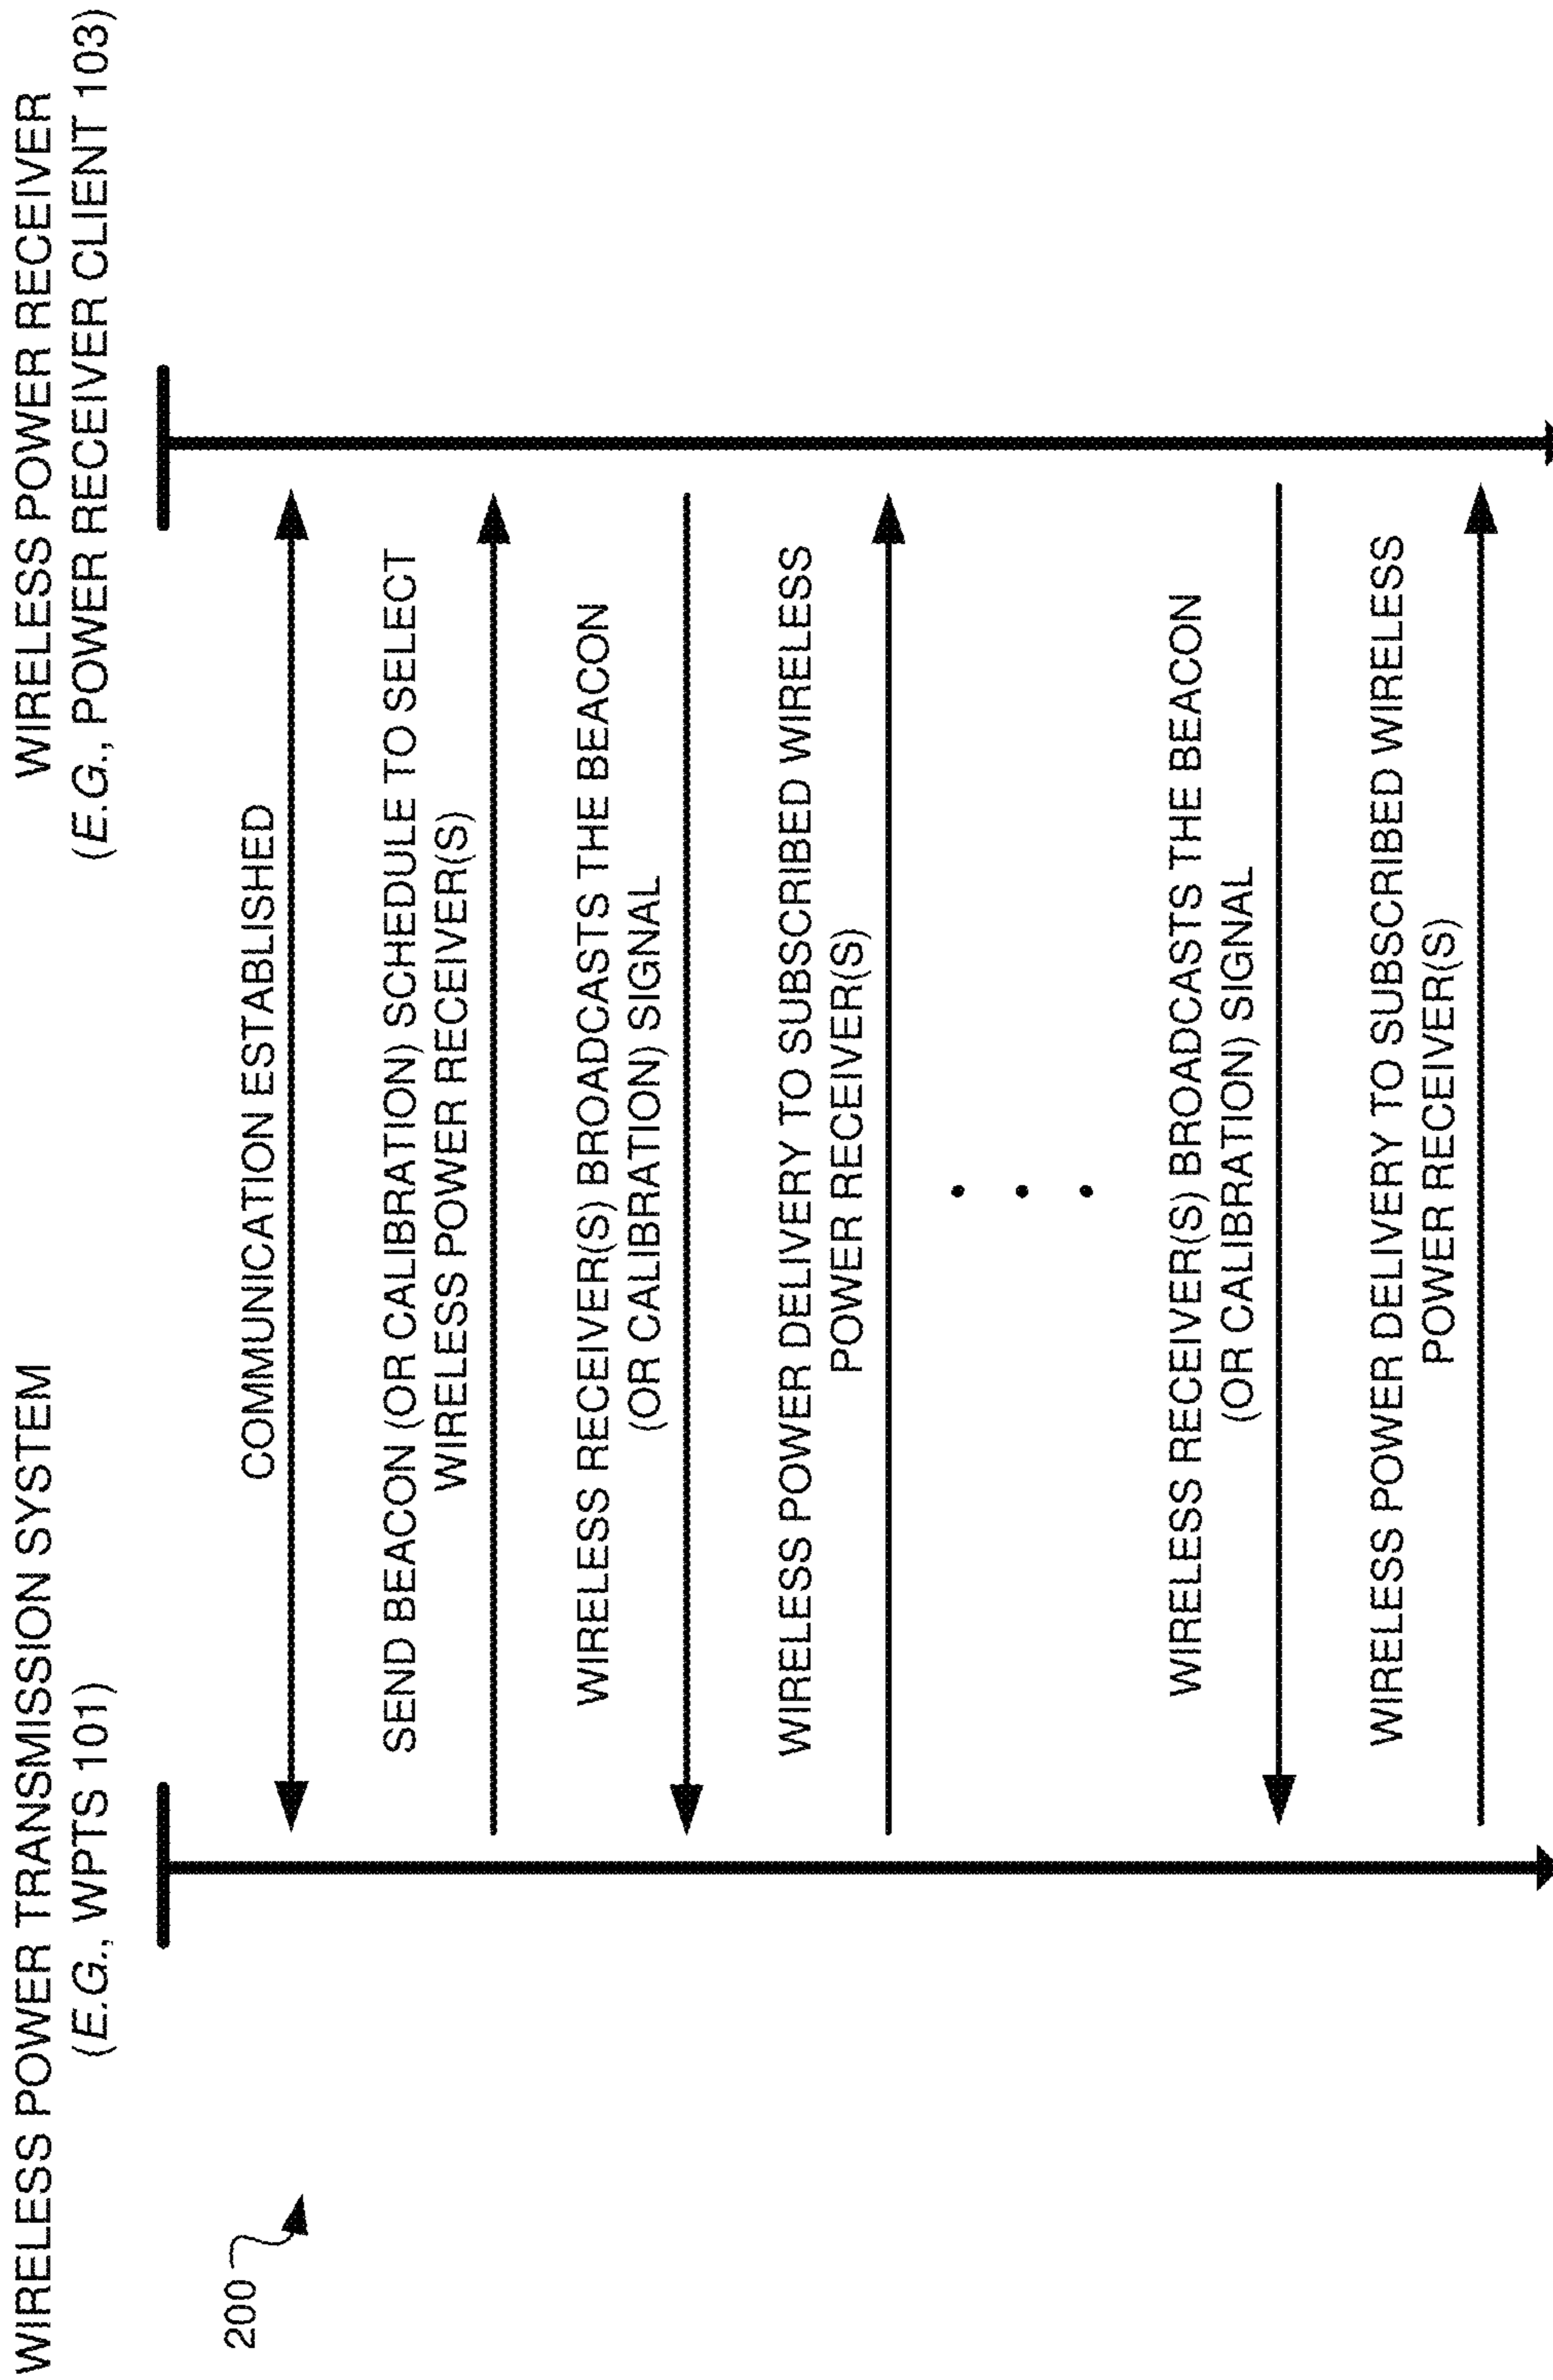 WIRELESS POWER TRANSMISSION SYSTEM
(E.G., WPTS 101)
WIRELESS POWER RECEIVER
(E.G., POWER RECEIVER CLIENT 103)
200
COMMUNICATION ESTABLISHED
SEND BEACON (OR CALIBRATION) SCHEDULE TO SELECT
WIRELESS POWER RECEIVER(S)
WIRELESS RECEIVER(S) BROADCASTS THE BEACON
(OR CALIBRATION) SIGNAL
WIRELESS POWER DELIVERY TO SUBSCRIBED WIRELESS
POWER RECEIVER(S)
. . .
WIRELESS RECEIVER(S) BROADCASTS THE BEACON
(OR CALIBRATION) SIGNAL
WIRELESS POWER DELIVERY TO SUBSCRIBED WIRELESS
POWER RECEIVER(S)